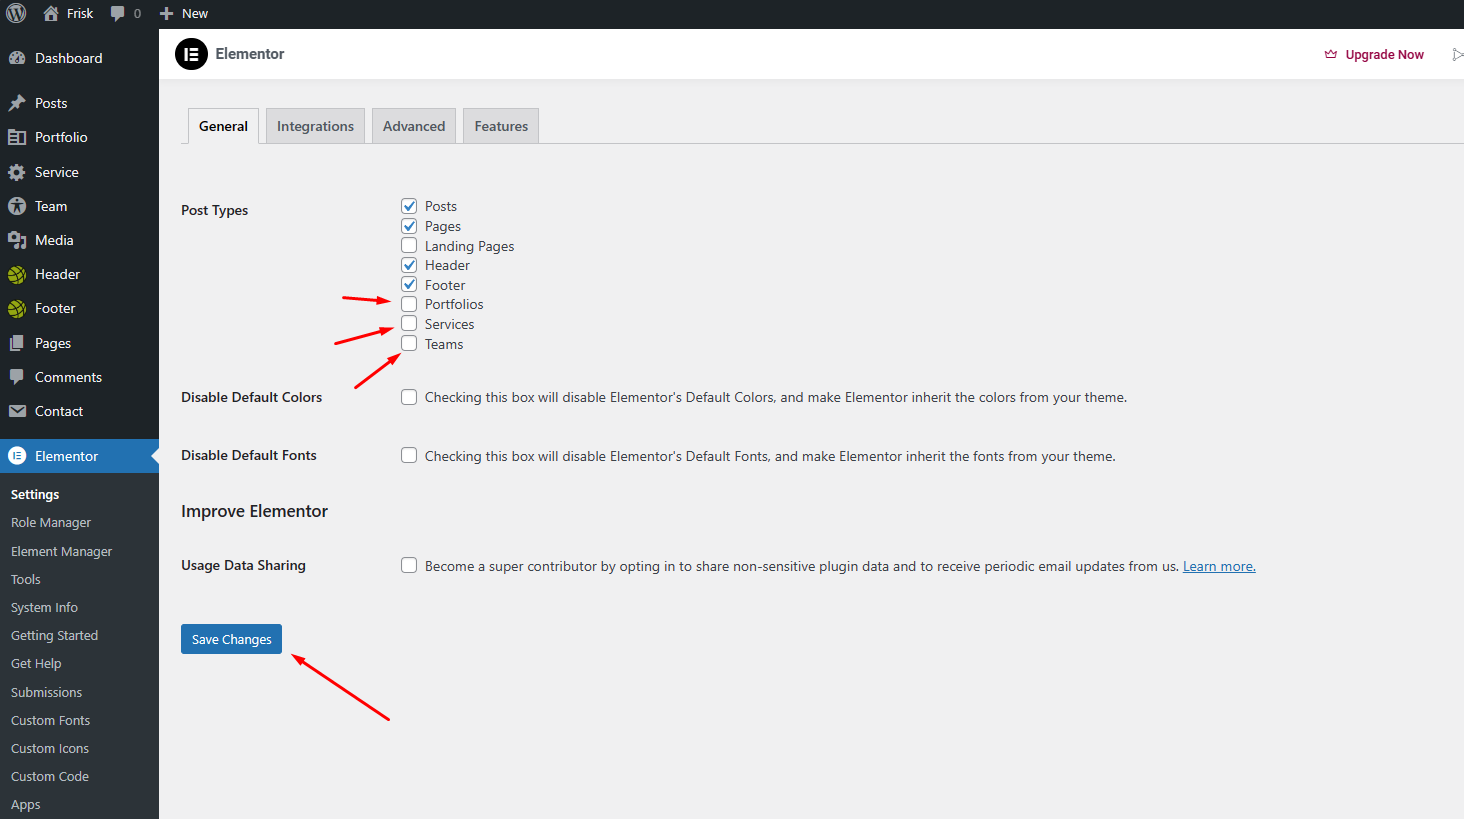 Frisk
0
New
Dashboard
Posts
Portfolio
Service
Team
Media
Header
Footer
Pages
Comments
Contact
Elementor
Settings
Role Manager
Element Manager
Tools
System Info
Getting Started
Get Help
Submissions
Custom Fonts
Custom Icons
Custom Code
Apps
Elementor
Upgrade Now
General
Integrations
Advanced
Features
Post Types
Posts
Pages
Landing Pages
Header
Footer
Portfolios
Services
Teams
Disable Default Colors
Checking this box will disable Elementor's Default Colors, and make Elementor inherit the colors from your theme.
Disable Default Fonts
Checking this box will disable Elementor's Default Fonts, and make Elementor inherit the fonts from your theme.
Improve Elementor
Usage Data Sharing
Become a super contributor by opting in to share non-sensitive plugin data and to receive periodic email updates from us. Learn more.
Save Changes